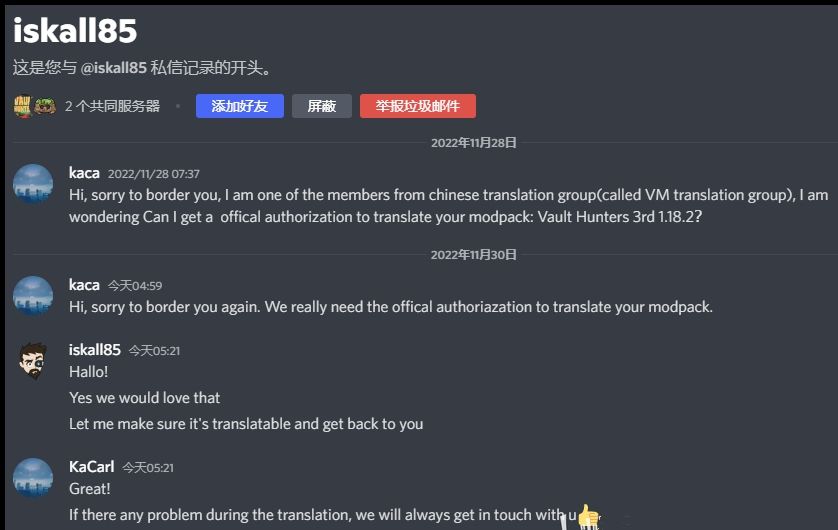 iskall85
这是您与 @iskall85 私信记录的开头。
2 个共同服务器 • 添加好友 屏蔽 举报垃圾邮件
2022年11月28日
kaca 2022/11/28 07:37
Hi, sorry to border you, I am one of the members from chinese translation group(called VM translation group), I am
wondering Can I get a offical authorization to translate your modpack: Vault Hunters 3rd 1.18.2?
2022年11月30日
kaca 今天04:59
Hi, sorry to border you again. We really need the offical authoriazation to translate your modpack.
iskall85 今天05:21
Hallo!
Yes we would love that
Let me make sure it's translatable and get back to you
KaCarl 今天05:21
Great!
If there any problem during the translation, we will always get in touch with u